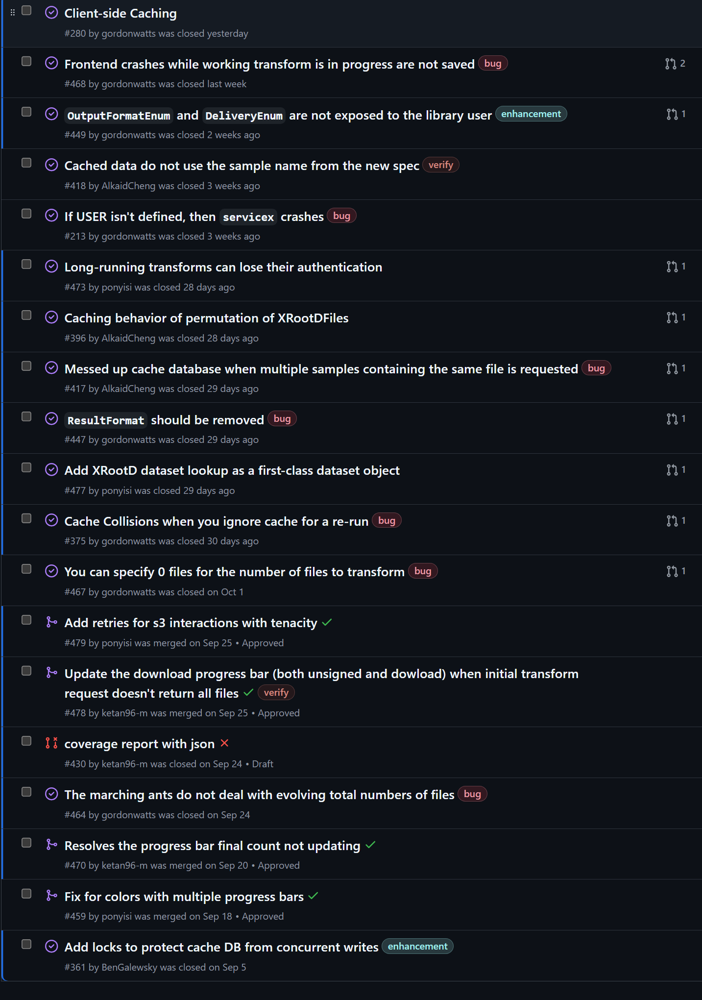 Client-side Caching
#280 by gordonwatts was closed yesterday
Frontend crashes while working transform is in progress are not saved bug 2
#468 by gordonwatts was closed last week
OutputFormatEnum and DeliveryEnum are not exposed to the library user enhancement 1
#449 by gordonwatts was closed 2 weeks ago
Cached data do not use the sample name from the new spec verify
#418 by AlkaidCheng was closed 3 weeks ago
If USER isn't defined, then servicex crashes bug
#213 by gordonwatts was closed 3 weeks ago
Long-running transforms can lose their authentication 1
#473 by ponyisi was closed 28 days ago
Caching behavior of permutation of XRootDFiles 1
#396 by AlkaidCheng was closed 28 days ago
Messed up cache database when multiple samples containing the same file is requested bug 1
#417 by AlkaidCheng was closed 29 days ago
ResultFormat should be removed bug 1
#447 by gordonwatts was closed 29 days ago
Add XRootD dataset lookup as a first-class dataset object 1
#477 by ponyisi was closed 29 days ago
Cache Collisions when you ignore cache for a re-run bug 1
#375 by gordonwatts was closed 30 days ago
You can specify 0 files for the number of files to transform bug 1
#467 by gordonwatts was closed on Oct 1
Add retries for s3 interactions with tenacity
#479 by ponyisi was merged on Sep 25 • Approved
Update the download progress bar (both unsigned and dowload) when initial transform
request doesn't return all files verify
#478 by ketan96-m was merged on Sep 25 • Approved
coverage report with json
#430 by ketan96-m was closed on Sep 24 • Draft
The marching ants do not deal with evolving total numbers of files bug
#464 by gordonwatts was closed on Sep 24
Resolves the progress bar final count not updating
#470 by ketan96-m was merged on Sep 20 • Approved
Fix for colors with multiple progress bars
#459 by ponyisi was merged on Sep 18 • Approved
Add locks to protect cache DB from concurrent writes enhancement
#361 by BenGalewsky was closed on Sep 5